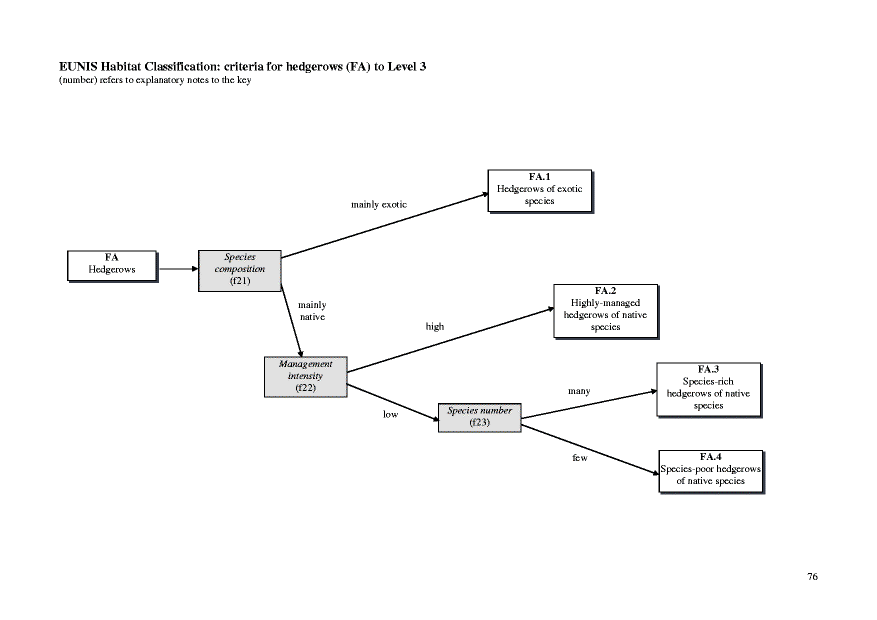 EUNIS Habitat Classification: criteria for hedgerows (FA) to Level 3
(number) refers to explanatory notes to the key
FA.1
Hedgerows of exotic
species
mainly exotic
FA
Hedgerows
Species
composition
(f21)
mainly
native
FA.2
Highly-managed
hedgerows of native
species
high
Management
intensity
(f22)
FA.3
Species-rich
hedgerows of native
species
many
low
Species number
(f23)
few
FA.4
Species-poor hedgerows
of native species
76